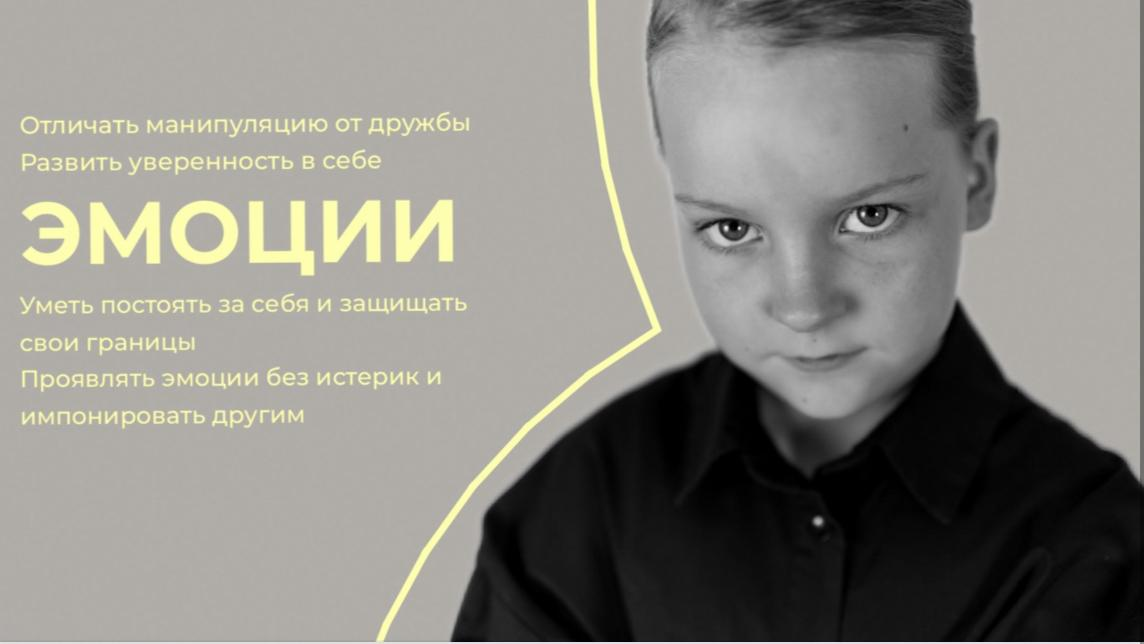 Отличать манипуляцию от дружбы
Развить уверенность в себе
ЭМОЦИИ
Уметь постоять за себя и защищать
свои границы
Проявлять эмоции без истерик и
импонировать другим